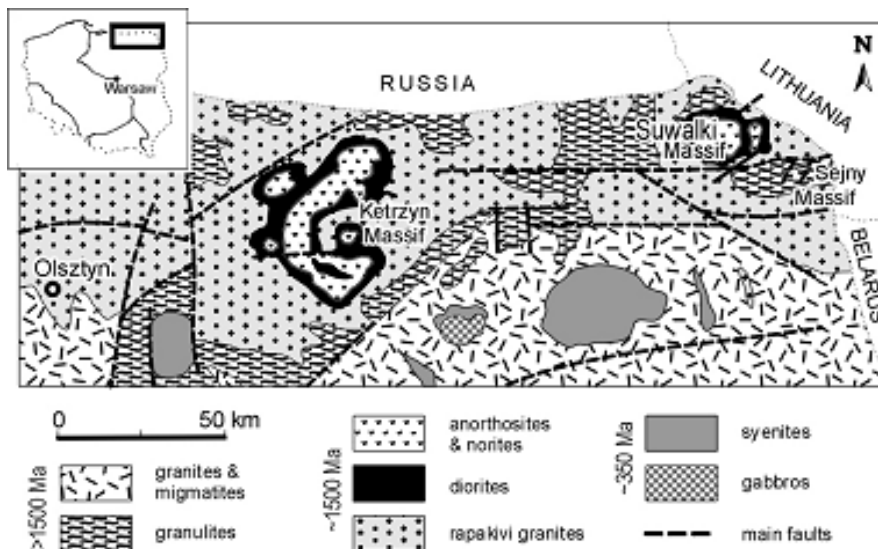 Warsaw
RUSSIA
N
LITHUANIA
Suwalki
Massif
Sejny
Massif
Ketrzyn
Massif
BELARUS
Olsztyn
0 50 km
>1500 Ma
granites &
migmatites
granulites
~1500 Ma
anorthosites
& norites
diorites
rapakivi granites
~350 Ma
syenites
gabbros
main faults